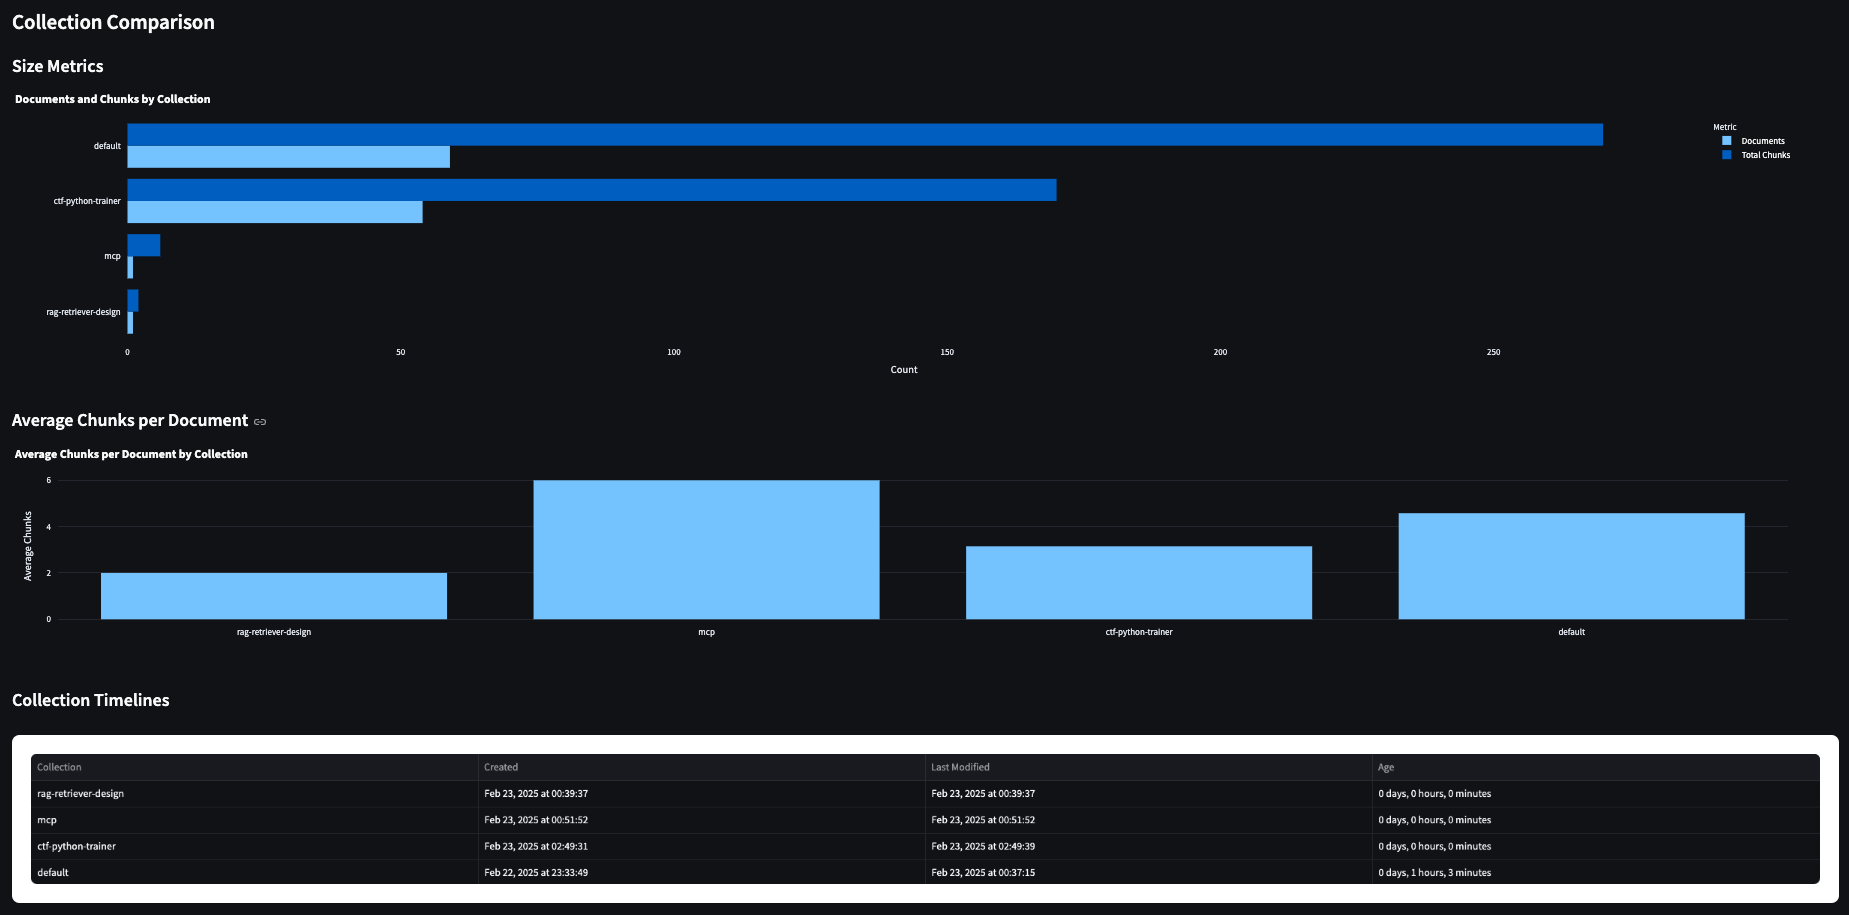 Collection Comparison
Size Metrics
Documents and Chunks by Collection
Metric
Documents
Total Chunks
default
ctf-python-trainer
mcp
rag-retriever-design
0 50 100 150 200 250
Count
Average Chunks per Document
Average Chunks per Document by Collection
Average Chunks
6
4
2
0
rag-retriever-design mcp ctf-python-trainer default
Collection Timelines
Collection Created Last Modified Age
rag-retriever-design Feb 23, 2025 at 00:39:37 Feb 23, 2025 at 00:39:37 0 days, 0 hours, 0 minutes
mcp Feb 23, 2025 at 00:51:52 Feb 23, 2025 at 00:51:52 0 days, 0 hours, 0 minutes
ctf-python-trainer Feb 23, 2025 at 02:49:31 Feb 23, 2025 at 02:49:39 0 days, 0 hours, 0 minutes
default Feb 22, 2025 at 23:33:49 Feb 23, 2025 at 00:37:15 0 days, 1 hours, 3 minutes